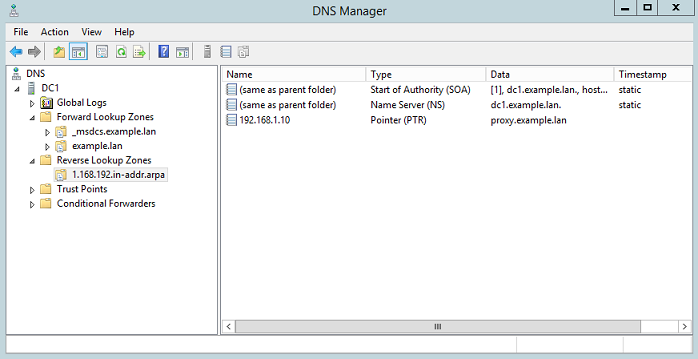 DNS Manager
File Action View Help
DNS
DC1
Global Logs
Forward Lookup Zones
_msdcs.example.lan
example.lan
Reverse Lookup Zones
1.168.192.in-addr.arpa
Trust Points
Conditional Forwarders
Name Type Data Timestamp
(same as parent folder) Start of Authority (SOA) [1], dc1.example.lan., host... static
(same as parent folder) Name Server (NS) dc1.example.lan. static
192.168.1.10 Pointer (PTR) proxy.example.lan